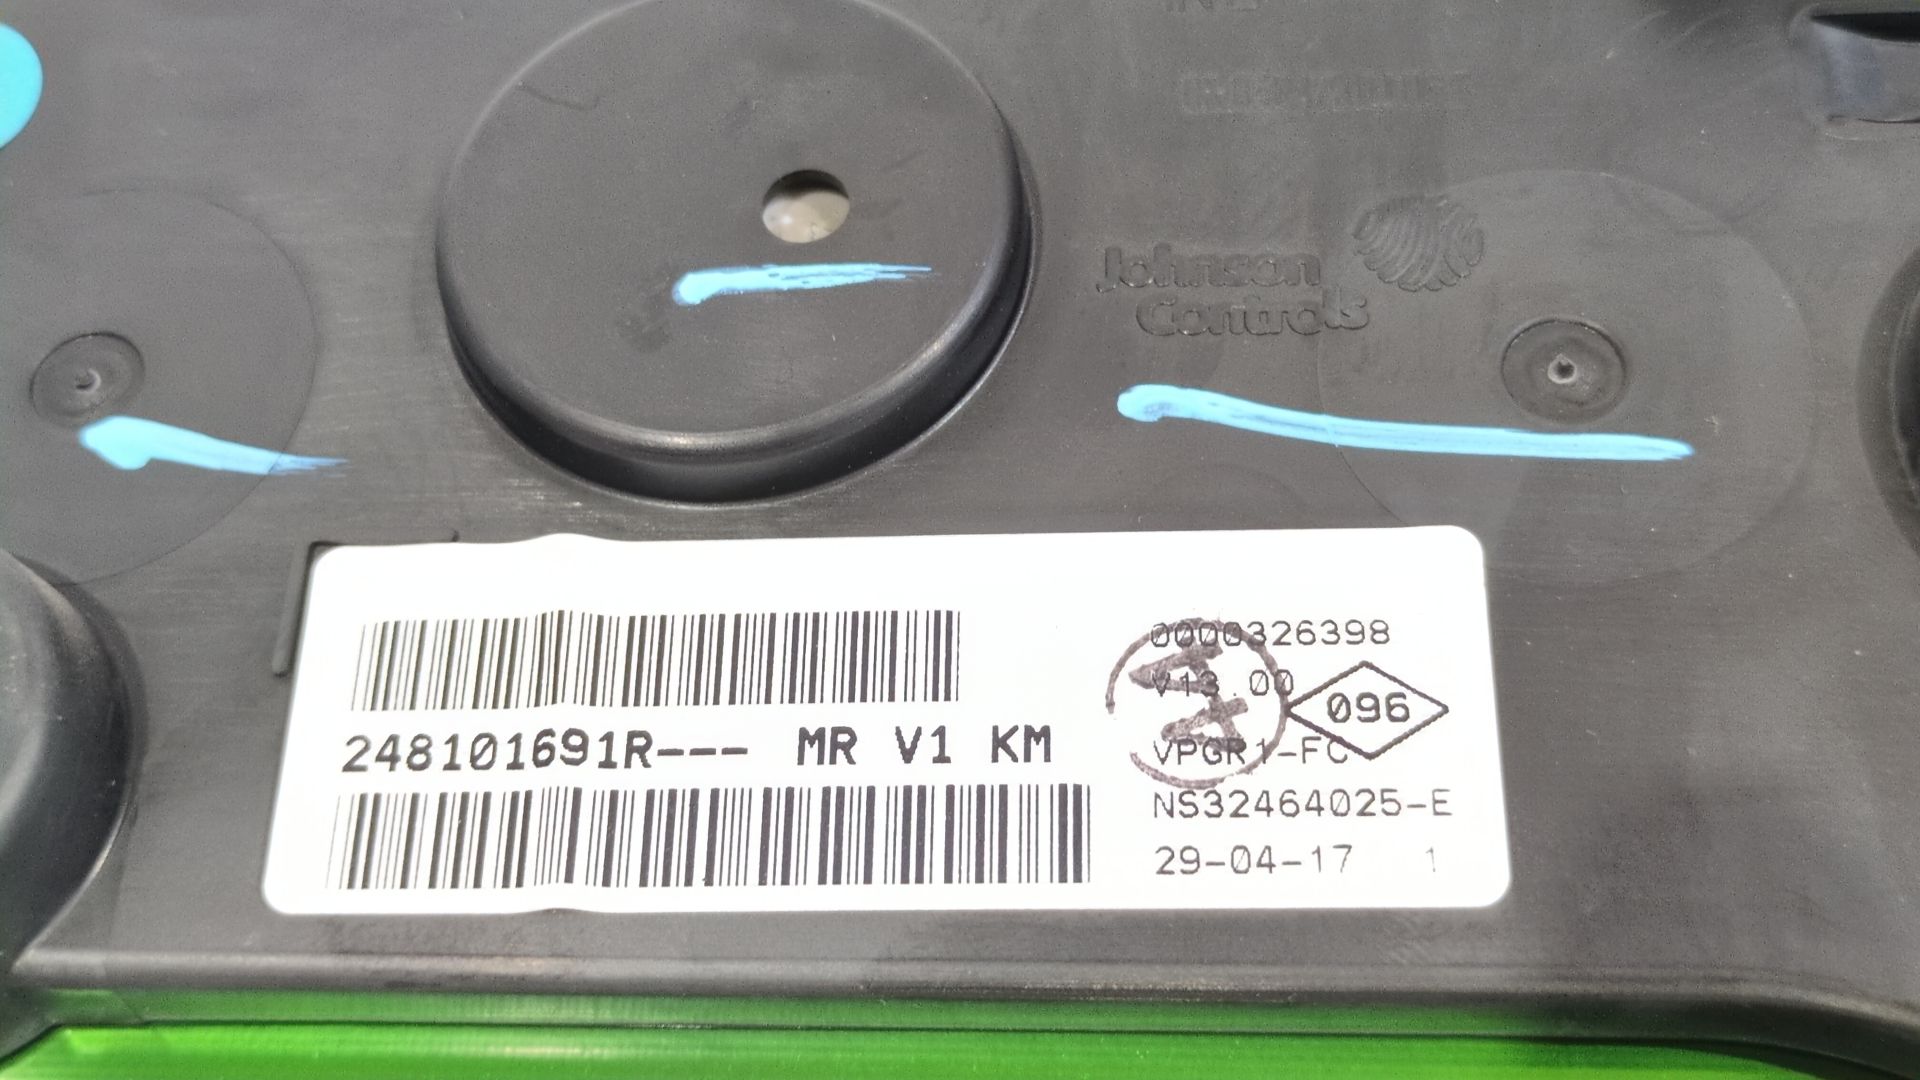 Johnson
Controls
0000326398
V13.00
096
248101691R--- MR V1 KM
VPGR1-FC
NS32464025-E
29-04-17 1